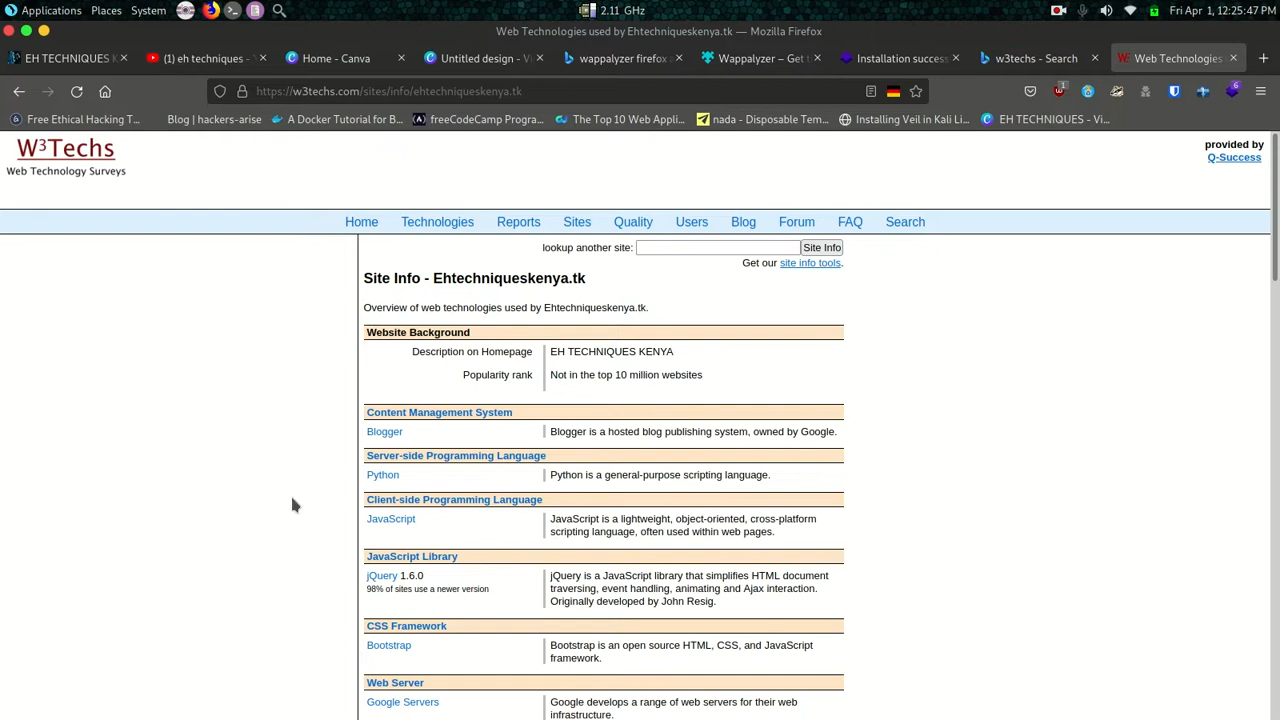 Applications Places System 2.11 GHz Fri Apr 1, 12:25:47 PM
Web Technologies used by Ehtechniqueskenya.tk — Mozilla Firefox
EH TECHNIQUES K (1) eh techniques - Home - Canva Untitled design - Vi wappalyzer firefox a Wappalyzer – Get t Installation success w3techs - Search Web Technologies
https://w3techs.com/sites/info/ehtechniqueskenya.tk 1 6
Free Ethical Hacking T... Blog | hackers-arise A Docker Tutorial for B... freeCodeCamp Progra... The Top 10 Web Applic... nada - Disposable Tem... Installing Veil in Kali Li... EH TECHNIQUES - Vi...
W3Techs
Web Technology Surveys
provided by
Q-Success
Home Technologies Reports Sites Quality Users Blog Forum FAQ Search
lookup another site: Site Info
Get our site info tools.
Site Info - Ehtechniqueskenya.tk
Overview of web technologies used by Ehtechniqueskenya.tk.
Website Background
Description on Homepage EH TECHNIQUES KENYA
Popularity rank Not in the top 10 million websites
Content Management System
Blogger Blogger is a hosted blog publishing system, owned by Google.
Server-side Programming Language
Python Python is a general-purpose scripting language.
Client-side Programming Language
JavaScript JavaScript is a lightweight, object-oriented, cross-platform
scripting language, often used within web pages.
JavaScript Library
jQuery 1.6.0 jQuery is a JavaScript library that simplifies HTML document
98% of sites use a newer version traversing, event handling, animating and Ajax interaction.
Originally developed by John Resig.
CSS Framework
Bootstrap Bootstrap is an open source HTML, CSS, and JavaScript
framework.
Web Server
Google Servers Google develops a range of web servers for their web
infrastructure.